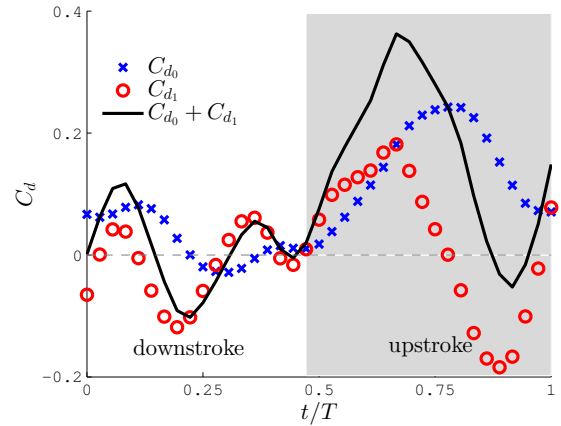 0.4
C_{d_0}
C_{d_1}
C_{d_0} + C_{d_1}
0.2
C_d
0
downstroke
upstroke
−0.2
0
0.25
0.5
0.75
1
t/T